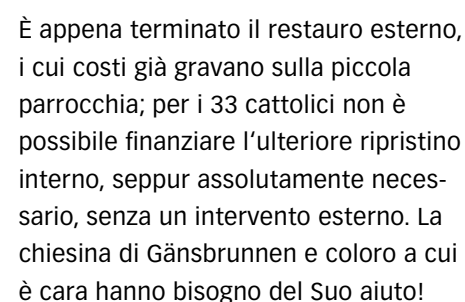 È appena terminato il restauro esterno,
i cui costi già gravano sulla piccola
parrocchia; per i 33 cattolici non è
possibile finanziare l’ulteriore ripristino
interno, seppur assolutamente neces-
sario, senza un intervento esterno. La
chiesina di Gänsbrunnen e coloro a cui
è cara hanno bisogno del Suo aiuto!